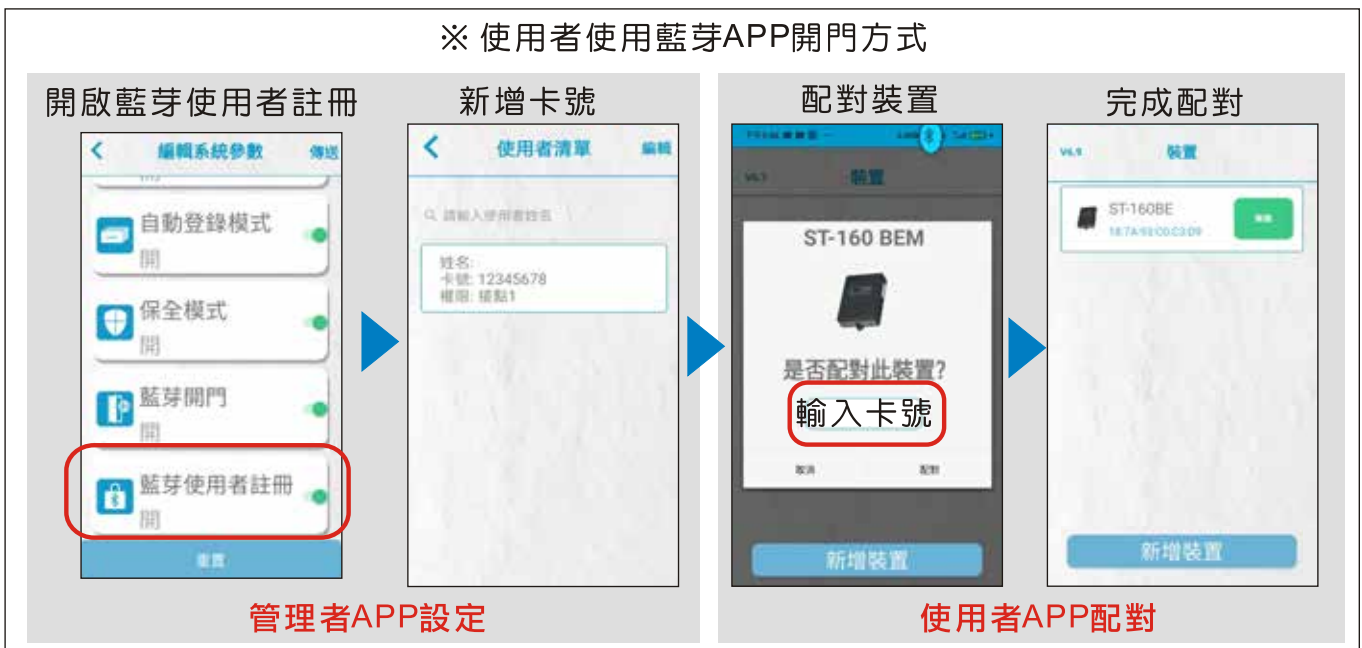 ※ 使用者使用藍芽APP開門方式
開啟藍芽使用者註冊
編輯系統參數 傳送
自動登錄模式
開
保全模式
開
藍芽開門
開
藍芽使用者註冊
開
重置
新增卡號
使用者清單 編輯
請輸入使用者姓名
姓名:
卡號: 12345678
權限: 接點1
管理者APP設定
配對裝置
裝置
ST-160 BEM
是否配對此裝置?
輸入卡號
取消 配對
新增裝置
完成配對
V6.9 裝置
ST-160BE
新增裝置
使用者APP配對